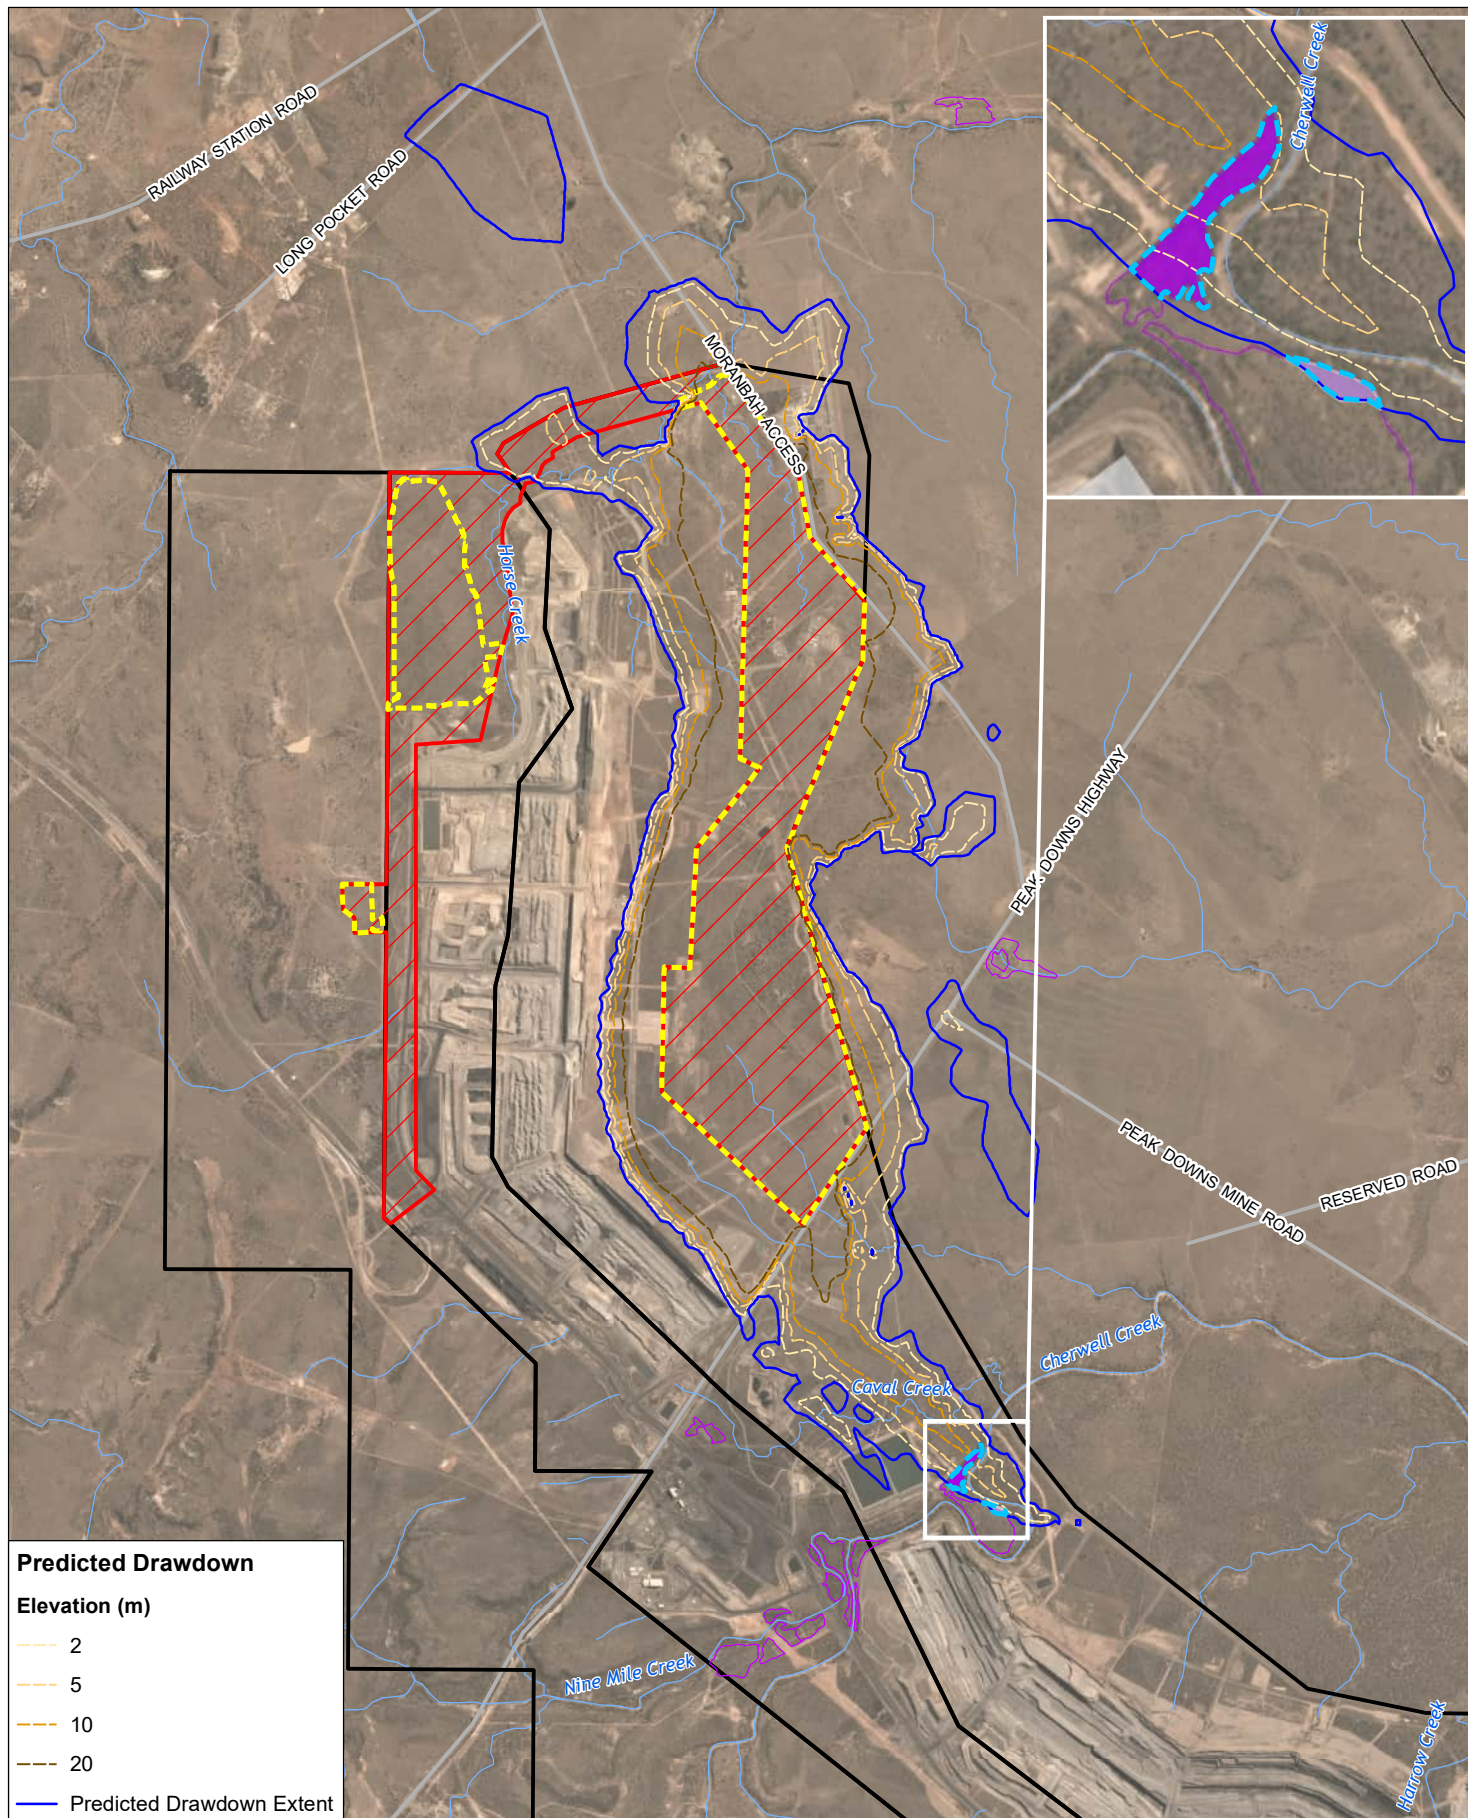 RAILWAY STATION ROAD
LONG POCKET ROAD
Cherwell Creek
MORANBAH ACCESS
Horse Creek
PEAK DOWNS HIGHWAY
PEAK DOWNS MINE ROAD
RESERVED ROAD
Cherwell Creek
Caval Creek
Nine Mile Creek
Harrow Creek
Predicted Drawdown
Elevation (m)
2
5
10
20
Predicted Drawdown Extent